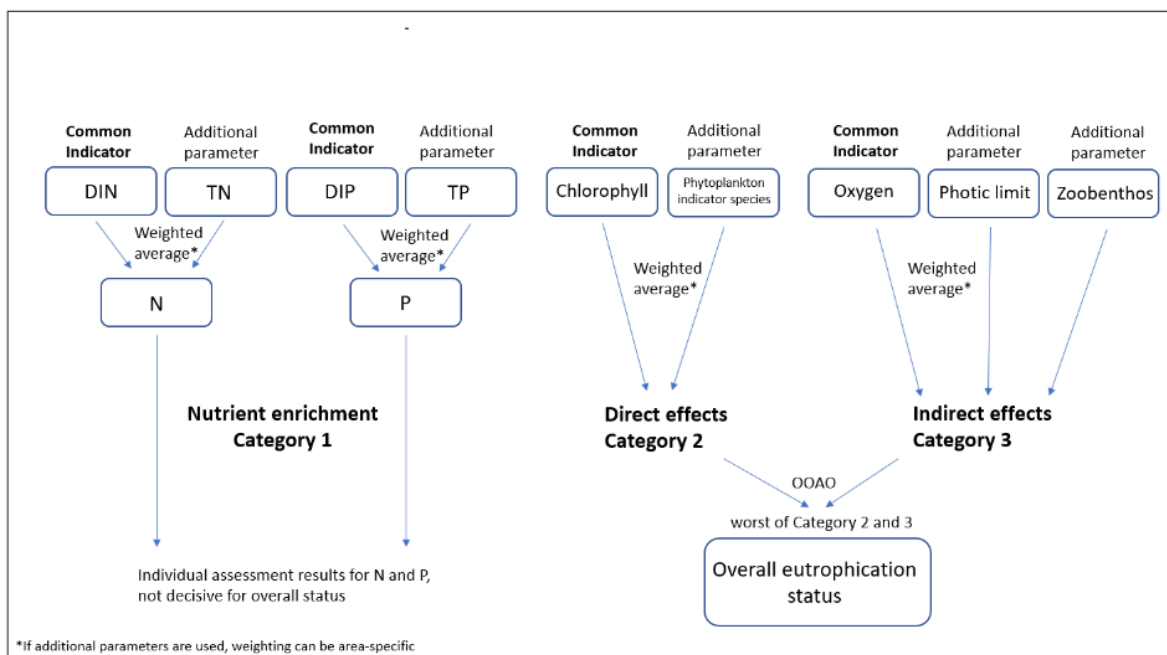 Common
Indicator
Additional
parameter
Common
Indicator
Additional
parameter
Common
Indicator
Additional
parameter
Common
Indicator
Additional
parameter
Additional
parameter
DIN
TN
DIP
TP
Chlorophyll
Phytoplankton
indicator species
Oxygen
Photic limit
Zoobenthos
Weighted
average*
Weighted
average*
Weighted
average*
Weighted
average*
N
P
Nutrient enrichment
Category 1
Direct effects
Category 2
Indirect effects
Category 3
OOAO
worst of Category 2 and 3
Overall eutrophication
status
Individual assessment results for N and P,
not decisive for overall status
*If additional parameters are used, weighting can be area-specific